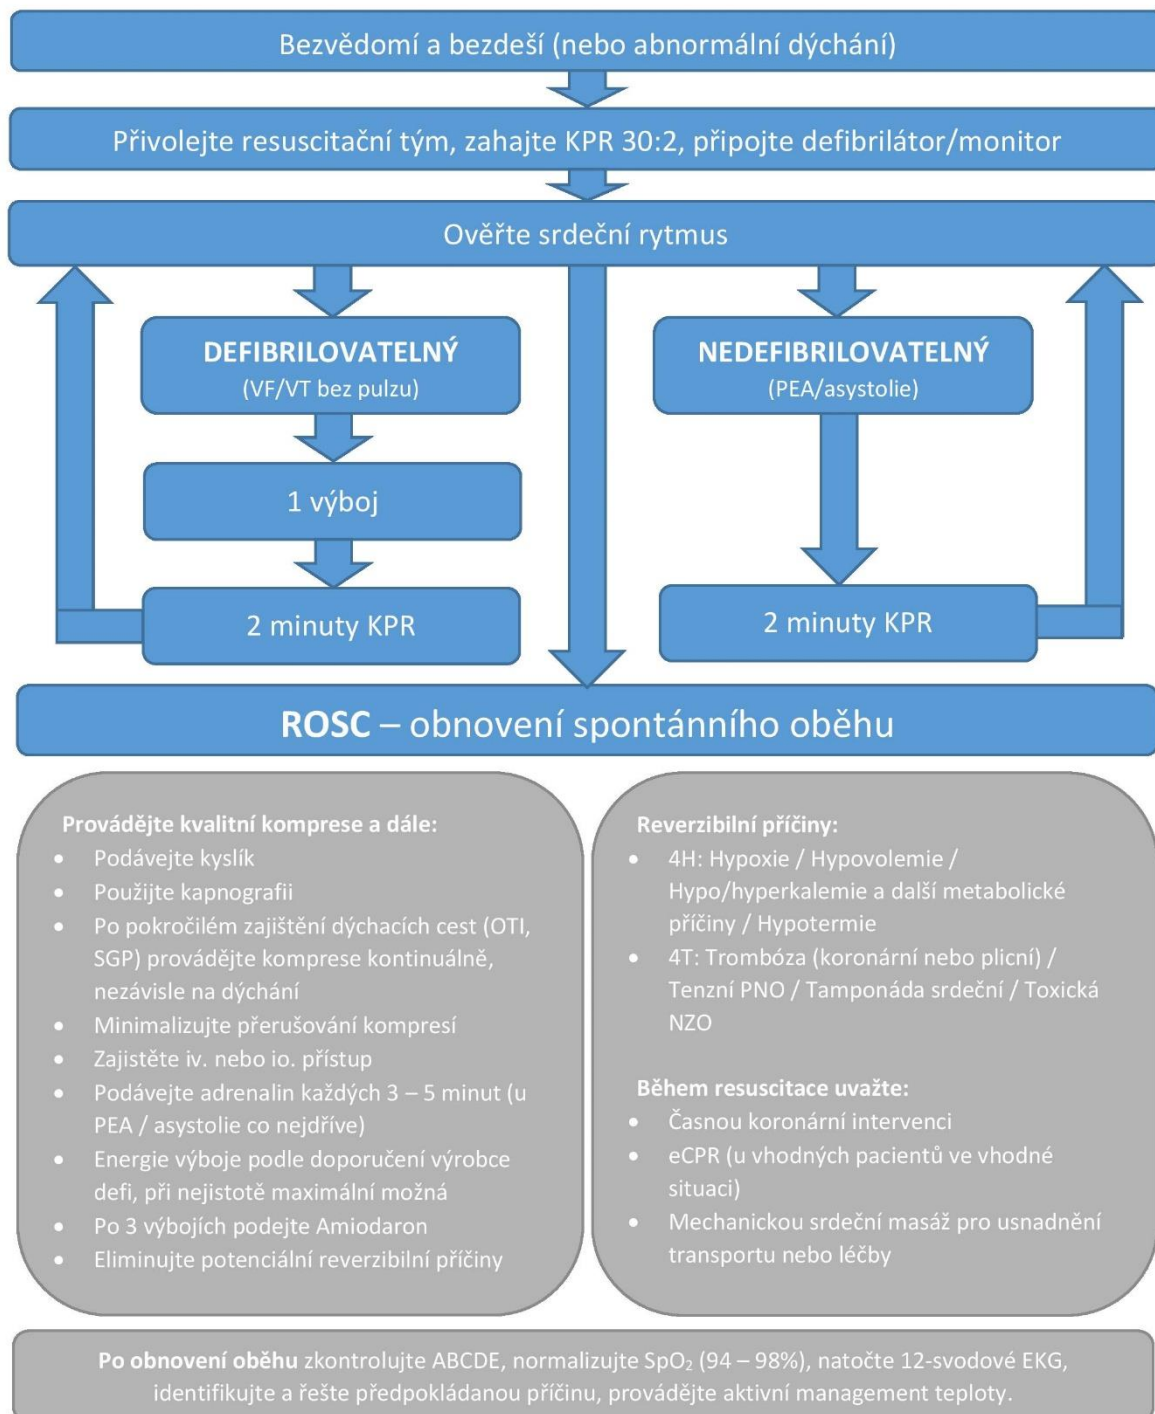 Bezvědomí a bezdeší (nebo abnormální dýchání)
Přivolejte resuscitační tým, zahajte KPR 30:2, připojte defibrilátor/monitor
Ověřte srdeční rytmus
DEFIBRILOVATELNÝ
(VF/VT bez pulzu)
1 výboj
2 minuty KPR
NEDEFIBRILOVATELNÝ
(PEA/asystolie)
2 minuty KPR
ROSC – obnovení spontánního oběhu
Provádějte kvalitní komprese a dále:
• Podávejte kyslík
• Použijte kapnografii
• Po pokročilém zajištění dýchacích cest (OTI,
SGP) provádějte komprese kontinuálně,
nezávisle na dýchání
• Minimalizujte přerušování kompresí
• Zajistěte iv. nebo io. přístup
• Podávejte adrenalin každých 3 – 5 minut (u
PEA / asystolie co nejdříve)
• Energie výboje podle doporučení výrobce
defi, při nejistotě maximální možná
• Po 3 výbojích podejte Amiodaron
• Eliminujte potenciální reverzibilní příčiny
Reverzibilní příčiny:
• 4H: Hypoxie / Hypovolemie /
Hypo/hyperkalemie a další metabolické
příčiny / Hypotermie
• 4T: Trombóza (koronární nebo plicní) /
Tenzní PNO / Tamponáda srdeční / Toxická
NZO
Během resuscitace uvažte:
• Časnou koronární intervenci
• eCPR (u vhodných pacientů ve vhodné
situaci)
• Mechanickou srdeční masáž pro usnadnění
transportu nebo léčby
Po obnovení oběhu zkontrolujte ABCDE, normalizujte SpO₂ (94 – 98%), natočte 12-svodové EKG,
identifikujte a řešte předpokládanou příčinu, provádějte aktivní management teploty.